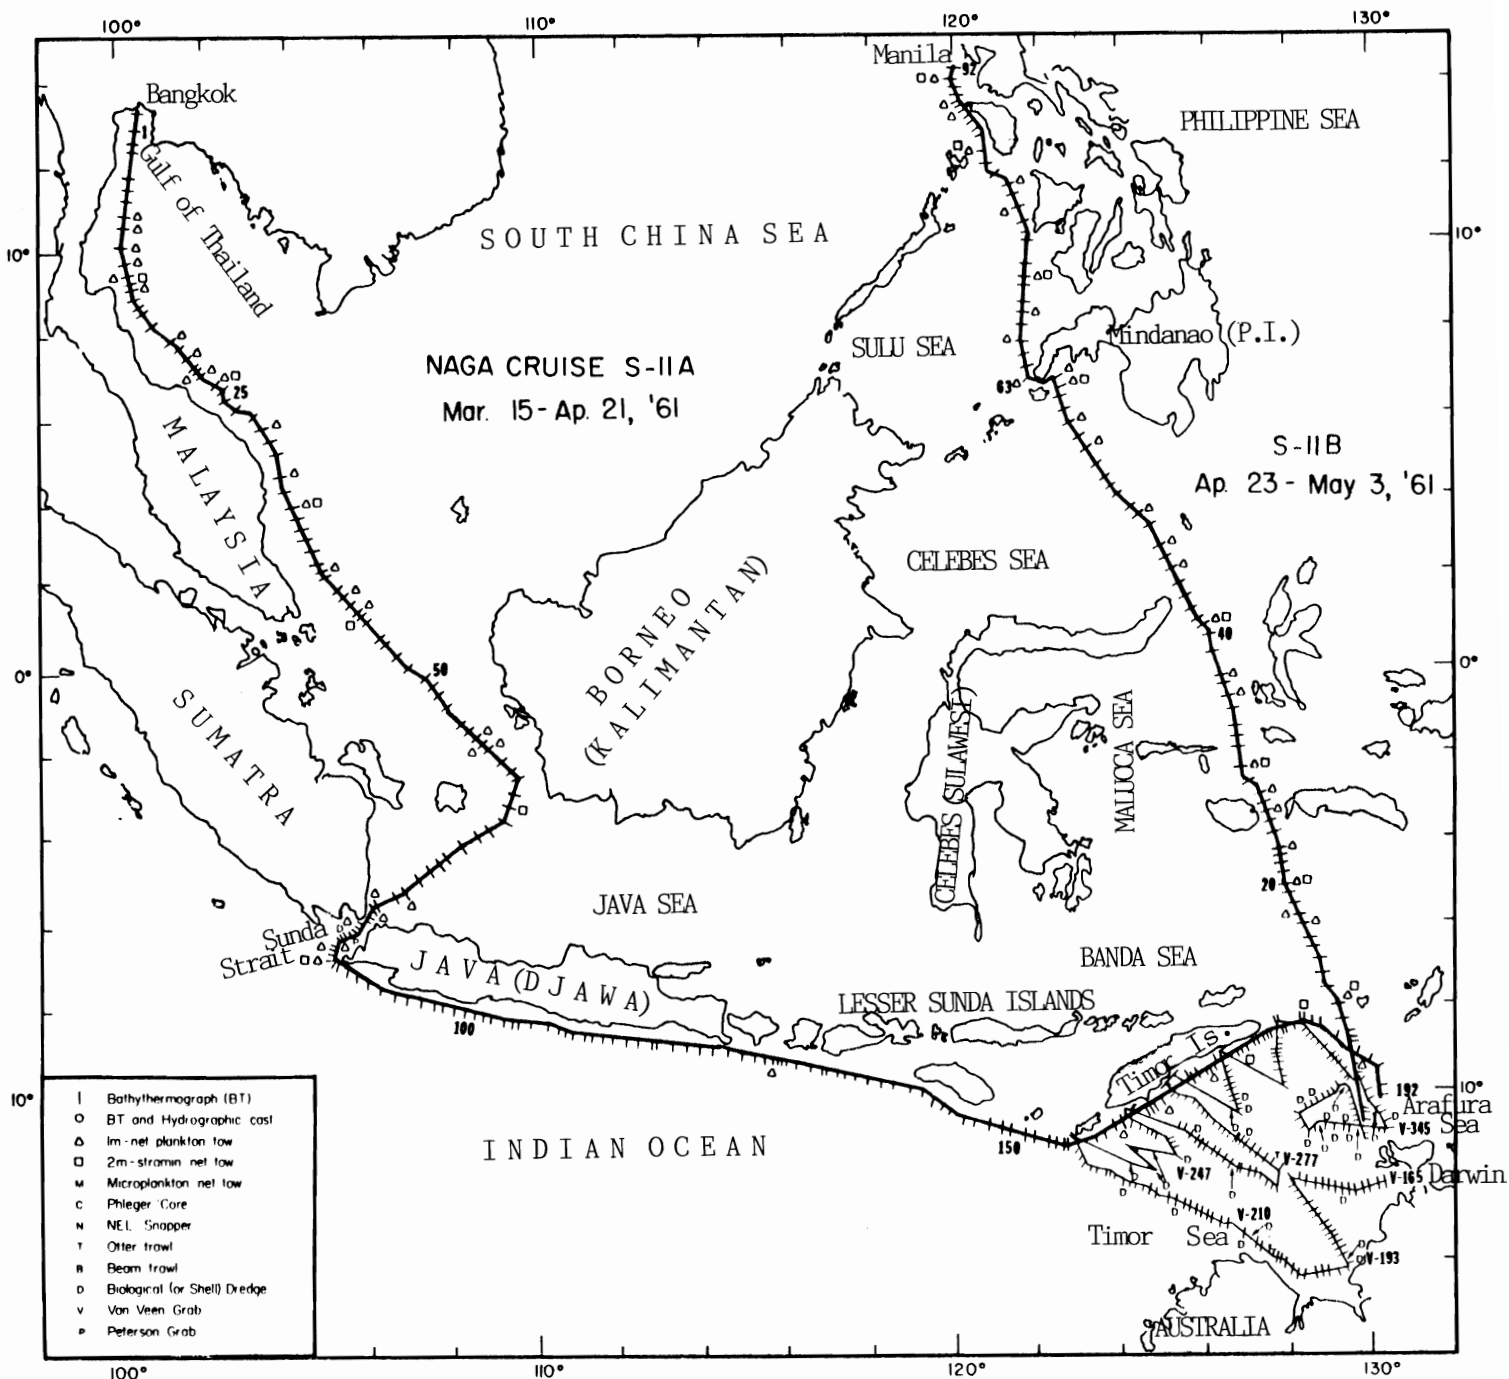 100° 110° 120° 130°
Manila
92
Bangkok
PHILIPPINE SEA
1
Gulf of Thailand
SOUTH CHINA SEA
10° 10°
Mindanao (P.I.)
SULU SEA
NAGA CRUISE S-11A
Mar. 15 - Ap. 21, '61
63
25
MALAYSIA
S-11B
Ap. 23 - May 3, '61
CELEBES SEA
BORNEO
(KALIMANTAN)
40
0° 0°
50
SUMATRA
CELEBES (SULAWESI)
MALUOCA SEA
20
JAVA SEA
Sunda
Strait
BANDA SEA
JAVA (DJAWA)
LESSER SUNDA ISLANDS
100
Timor Is.
192
10° 10°
Arafura
Sea
V-345
INDIAN OCEAN
150
V-277
V-247
V-165
Darwin
V-210
Timor Sea
V-193
AUSTRALIA
| Bathythermograph (BT)
O BT and Hydrographic cast
△ 1m-net plankton tow
□ 2m-stramin net tow
M Microplankton net tow
C Phleger Core
N NEL Snapper
T Otter trawl
B Beam trawl
D Biological (or Shell) Dredge
V Van Veen Grab
P Peterson Grab
100° 110° 120° 130°